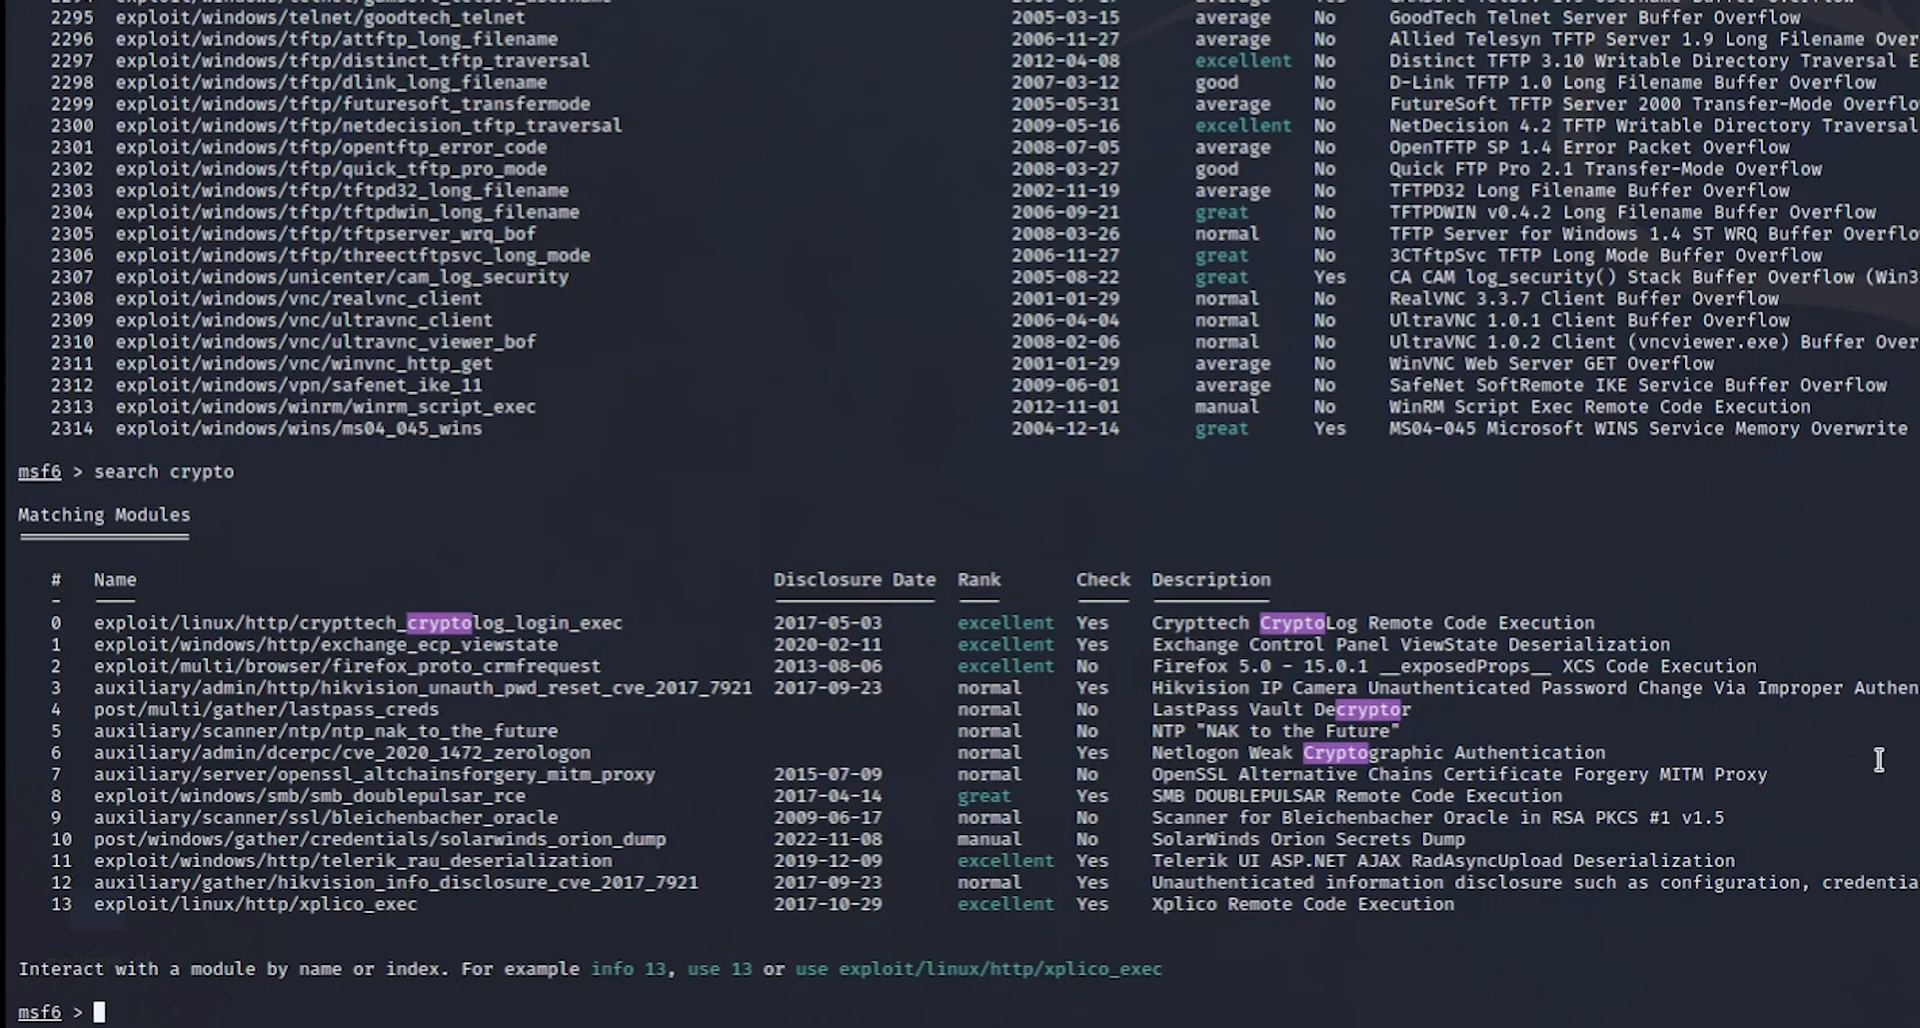 2295 exploit/windows/telnet/goodtech_telnet 2005-03-15 average No GoodTech Telnet Server Buffer Overflow
2296 exploit/windows/tftp/attftp_long_filename 2006-11-27 average No Allied Telesyn TFTP Server 1.9 Long Filename Over
2297 exploit/windows/tftp/distinct_tftp_traversal 2012-04-08 excellent No Distinct TFTP 3.10 Writable Directory Traversal E
2298 exploit/windows/tftp/dlink_long_filename 2007-03-12 good No D-Link TFTP 1.0 Long Filename Buffer Overflow
2299 exploit/windows/tftp/futuresoft_transfermode 2005-05-31 average No FutureSoft TFTP Server 2000 Transfer-Mode Overflo
2300 exploit/windows/tftp/netdecision_tftp_traversal 2009-05-16 excellent No NetDecision 4.2 TFTP Writable Directory Traversal
2301 exploit/windows/tftp/opentftp_error_code 2008-07-05 average No OpenTFTP SP 1.4 Error Packet Overflow
2302 exploit/windows/tftp/quick_tftp_pro_mode 2008-03-27 good No Quick FTP Pro 2.1 Transfer-Mode Overflow
2303 exploit/windows/tftp/tftpd32_long_filename 2002-11-19 average No TFTPD32 Long Filename Buffer Overflow
2304 exploit/windows/tftp/tftpdwin_long_filename 2006-09-21 great No TFTPDWIN v0.4.2 Long Filename Buffer Overflow
2305 exploit/windows/tftp/tftpserver_wrq_bof 2008-03-26 normal No TFTP Server for Windows 1.4 ST WRQ Buffer Overflo
2306 exploit/windows/tftp/threectftpsvc_long_mode 2006-11-27 great No 3CTftpSvc TFTP Long Mode Buffer Overflow
2307 exploit/windows/unicenter/cam_log_security 2005-08-22 great Yes CA CAM log_security() Stack Buffer Overflow (Win3
2308 exploit/windows/vnc/realvnc_client 2001-01-29 normal No RealVNC 3.3.7 Client Buffer Overflow
2309 exploit/windows/vnc/ultravnc_client 2006-04-04 normal No UltraVNC 1.0.1 Client Buffer Overflow
2310 exploit/windows/vnc/ultravnc_viewer_bof 2008-02-06 normal No UltraVNC 1.0.2 Client (vncviewer.exe) Buffer Over
2311 exploit/windows/vnc/winvnc_http_get 2001-01-29 average No WinVNC Web Server GET Overflow
2312 exploit/windows/vpn/safenet_ike_11 2009-06-01 average No SafeNet SoftRemote IKE Service Buffer Overflow
2313 exploit/windows/winrm/winrm_script_exec 2012-11-01 manual No WinRM Script Exec Remote Code Execution
2314 exploit/windows/wins/ms04_045_wins 2004-12-14 great Yes MS04-045 Microsoft WINS Service Memory Overwrite
msf6 > search crypto
Matching Modules
# Name Disclosure Date Rank Check Description
0 exploit/linux/http/crypttech_cryptolog_login_exec 2017-05-03 excellent Yes Crypttech CryptoLog Remote Code Execution
1 exploit/windows/http/exchange_ecp_viewstate 2020-02-11 excellent Yes Exchange Control Panel ViewState Deserialization
2 exploit/multi/browser/firefox_proto_crmfrequest 2013-08-06 excellent No Firefox 5.0 - 15.0.1 __exposedProps__ XCS Code Execution
3 auxiliary/admin/http/hikvision_unauth_pwd_reset_cve_2017_7921 2017-09-23 normal Yes Hikvision IP Camera Unauthenticated Password Change Via Improper Authen
4 post/multi/gather/lastpass_creds normal No LastPass Vault Decryptor
5 auxiliary/scanner/ntp/ntp_nak_to_the_future normal No NTP "NAK to the Future"
6 auxiliary/admin/dcerpc/cve_2020_1472_zerologon normal Yes Netlogon Weak Cryptographic Authentication
7 auxiliary/server/openssl_altchainsforgery_mitm_proxy 2015-07-09 normal No OpenSSL Alternative Chains Certificate Forgery MITM Proxy
8 exploit/windows/smb/smb_doublepulsar_rce 2017-04-14 great Yes SMB DOUBLEPULSAR Remote Code Execution
9 auxiliary/scanner/ssl/bleichenbacher_oracle 2009-06-17 normal No Scanner for Bleichenbacher Oracle in RSA PKCS #1 v1.5
10 post/windows/gather/credentials/solarwinds_orion_dump 2022-11-08 manual No SolarWinds Orion Secrets Dump
11 exploit/windows/http/telerik_rau_deserialization 2019-12-09 excellent Yes Telerik UI ASP.NET AJAX RadAsyncUpload Deserialization
12 auxiliary/gather/hikvision_info_disclosure_cve_2017_7921 2017-09-23 normal Yes Unauthenticated information disclosure such as configuration, credentia
13 exploit/linux/http/xplico_exec 2017-10-29 excellent Yes Xplico Remote Code Execution
Interact with a module by name or index. For example info 13, use 13 or use exploit/linux/http/xplico_exec
msf6 >